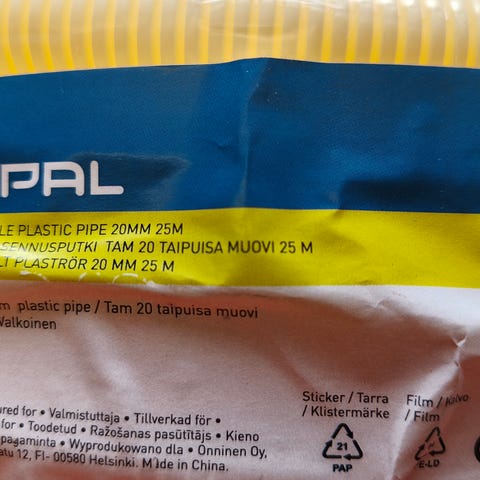 PAL
LE PLASTIC PIPE 20MM 25M
SENNUSPUTKI TAM 20 TAIPUISA MUOVI 25 M
LT PLASTRÖR 20 MM 25 M
m plastic pipe / Tam 20 taipuisa muovi
Valkoinen
Sticker / Tarra
/ Klistermärke
Film / Kalvo
/ Film
21
PAP
E-LD
ured for • Valmistuttaja • Tillverkad för •
for • Toodetud • Ražošanas pasūtītājs • Kieno
pagaminta • Wyprodukowano dla • Onninen Oy,
atu 12, FI- 00580 Helsinki. Made in China.